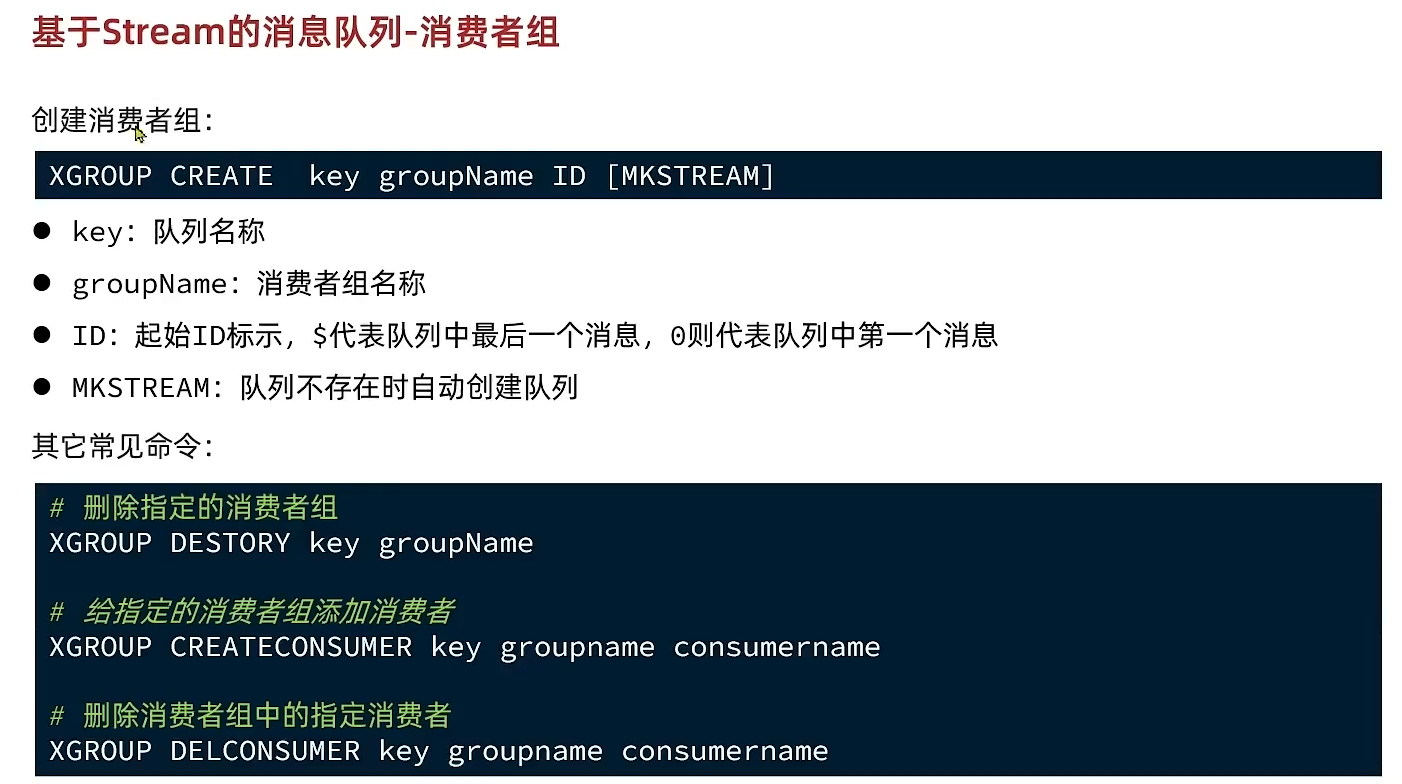 基于Stream的消息队列-消费者组
创建消费者组：
XGROUP CREATE  key groupName ID [MKSTREAM]
● key：队列名称
● groupName：消费者组名称
● ID：起始ID标示，$代表队列中最后一个消息，0则代表队列中第一个消息
● MKSTREAM：队列不存在时自动创建队列
其它常见命令：
# 删除指定的消费者组
XGROUP DESTORY key groupName
# 给指定的消费者组添加消费者
XGROUP CREATECONSUMER key groupname consumername
# 删除消费者组中的指定消费者
XGROUP DELCONSUMER key groupname consumername